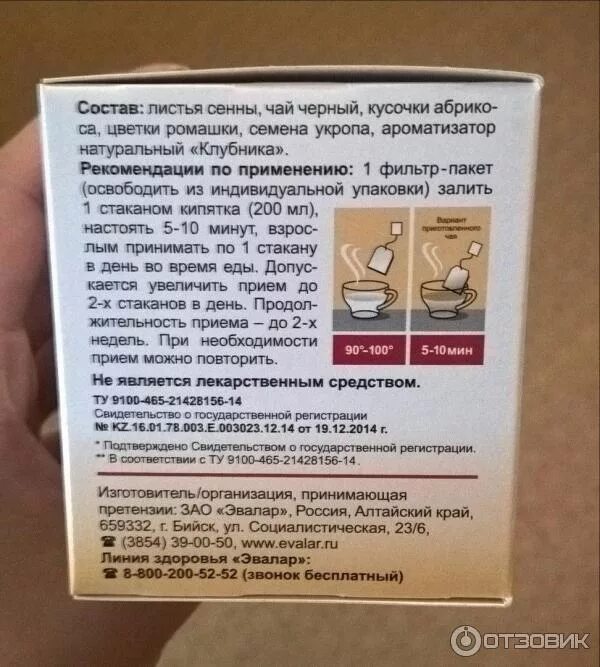 Состав: листья сенны, чай черный, кусочки абрико-
са, цветки ромашки, семена укропа, ароматизатор
натуральный «Клубника».
Рекомендации по применению: 1 фильтр-пакет
(освободить из индивидуальной упаковки) залить
1 стаканом кипятка (200 мл),
настоять 5-10 минут, взрос-
лым принимать по 1 стакану
в день во время еды. Допус-
кается увеличить прием до
2-х стаканов в день. Продол-
жительность приема – до 2-х
недель. При необходимости
прием можно повторить.
Вариант
приготовленного
чая
90°-100°
5-10 мин
Не является лекарственным средством.
ТУ 9100-465-21428156-14
Свидетельство о государственной регистрации
№ KZ.16.01.78.003.E.003023.12.14 от 19.12.2014 г.
* Подтверждено Свидетельством о государственной регистрации.
** В соответствии с ТУ 9100-465-21428156-14.
Изготовитель/организация, принимающая
претензии: ЗАО «Эвалар», Россия, Алтайский край,
659332, г. Бийск, ул. Социалистическая, 23/6,
☎ (3854) 39-00-50, www.evalar.ru
Линия здоровья «Эвалар»:
☎ 8-800-200-52-52 (звонок бесплатный)
ОТЗОВИК